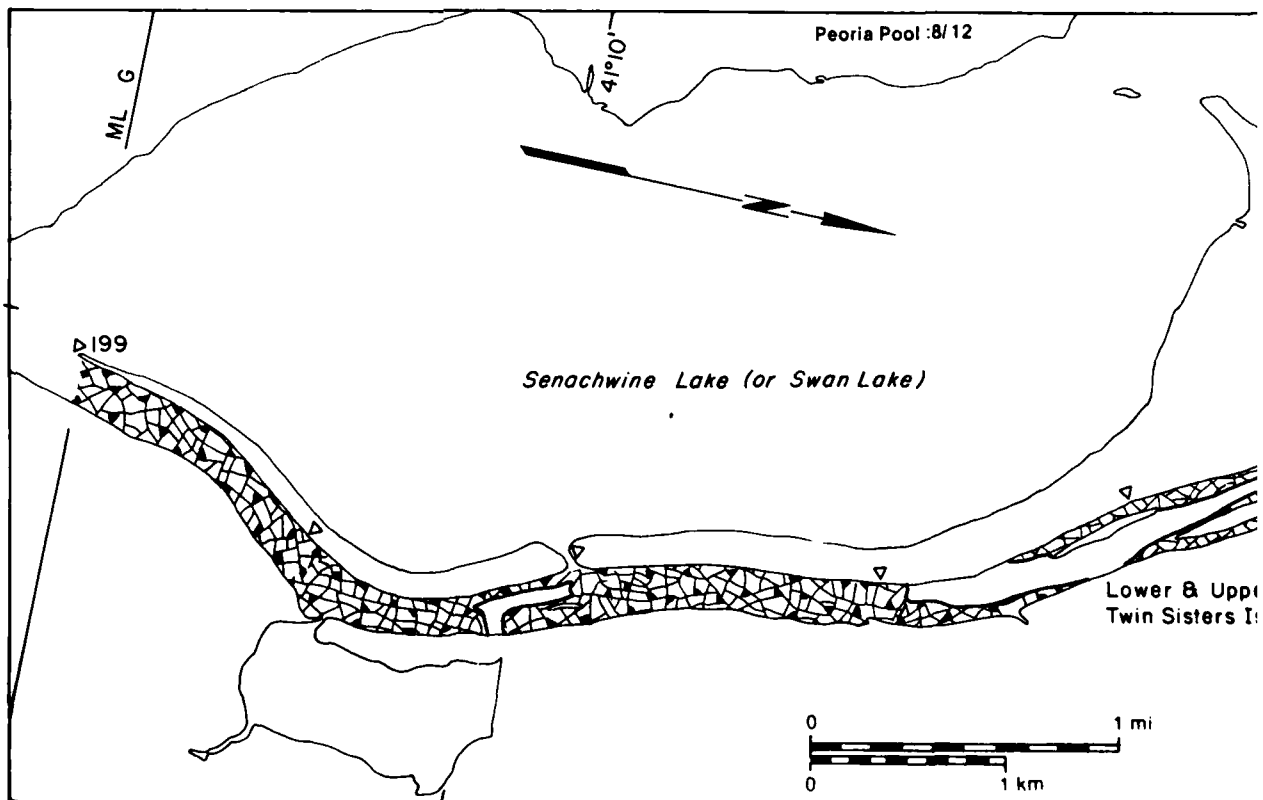 Peoria Pool :8/12
41°10'
ML G
N
199
Senachwine Lake (or Swan Lake)
Lower & Uppe
Twin Sisters Is
0 1 mi
0 1 km